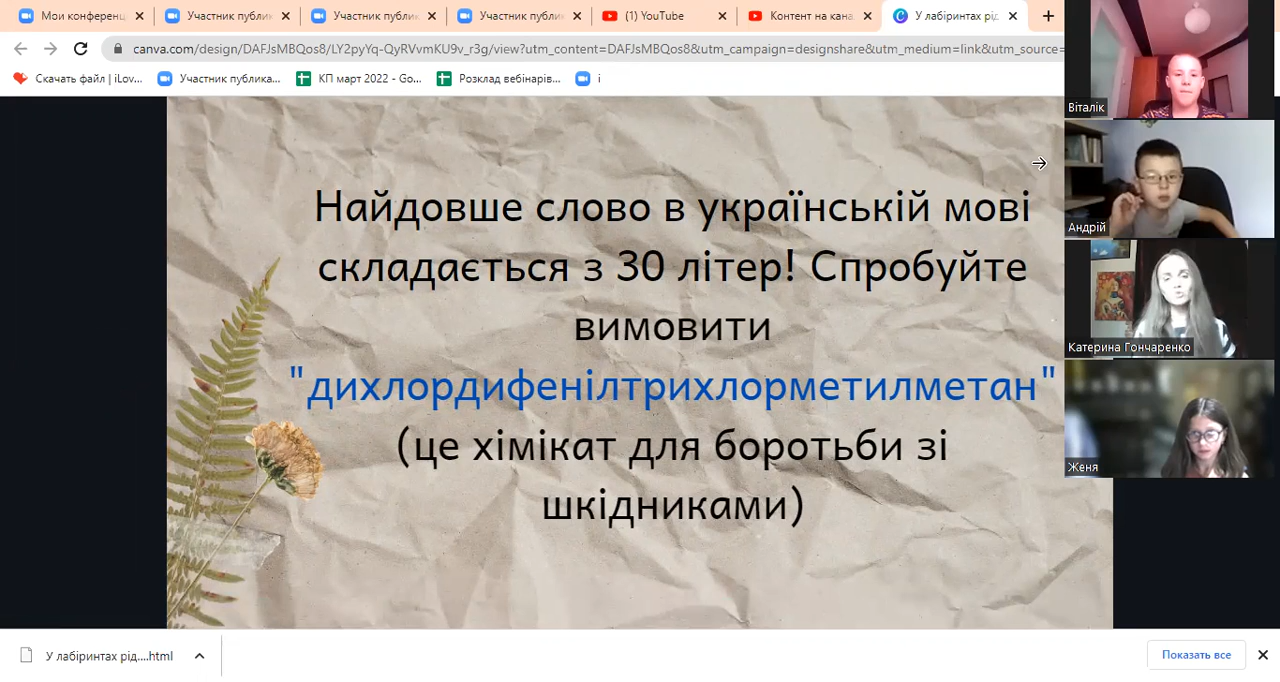 Мои конференц
Участник публик
Участник публик
Участник публик
(1) YouTube
Контент на кана
У лабіринтах рід
canva.com/design/DAFJsMBQos8/LY2pyYq-QyRVvmKU9v_r3g/view?utm_content=DAFJsMBQos8&utm_campaign=designshare&utm_medium=link&utm_source=
Скачать файл | iLov...
Участник публика...
КП март 2022 - Go...
Розклад вебінарів...
i
Найдовше слово в українській мові
складається з 30 літер! Спробуйте
вимовити
"дихлордифенілтрихлорметилметан"
(це хімікат для боротьби зі
шкідниками)
Віталік
Андрій
Катерина Гончаренко
Женя
У лабіринтах рід....html
Показать все